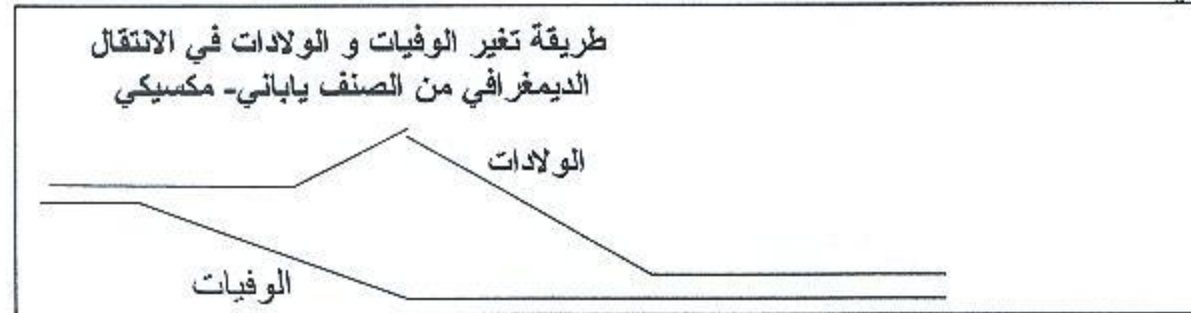 طريقة تغير الوفيات و الولادات في الانتقال
الديمغرافي من الصنف ياباني- مكسيكي
الولادات
الوفيات